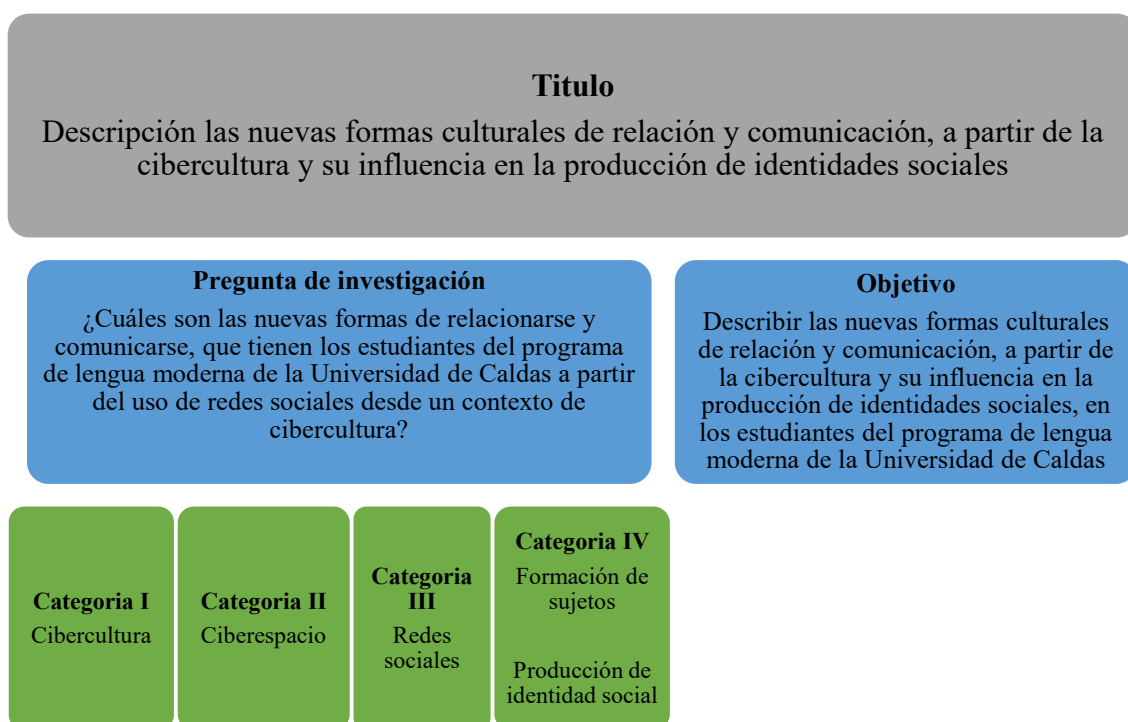 Titulo
Descripción las nuevas formas culturales de relación y comunicación, a partir de la
cibercultura y su influencia en la producción de identidades sociales
Pregunta de investigación
¿Cuáles son las nuevas formas de relacionarse y
comunicarse, que tienen los estudiantes del programa
de lengua moderna de la Universidad de Caldas a partir
del uso de redes sociales desde un contexto de
cibercultura?
Objetivo
Describir las nuevas formas culturales
de relación y comunicación, a partir de
la cibercultura y su influencia en la
producción de identidades sociales, en
los estudiantes del programa de lengua
moderna de la Universidad de Caldas
Categoria I
Cibercultura
Categoria II
Ciberespacio
Categoria
III
Redes
sociales
Categoria IV
Formación de
sujetos
Producción de
identidad social